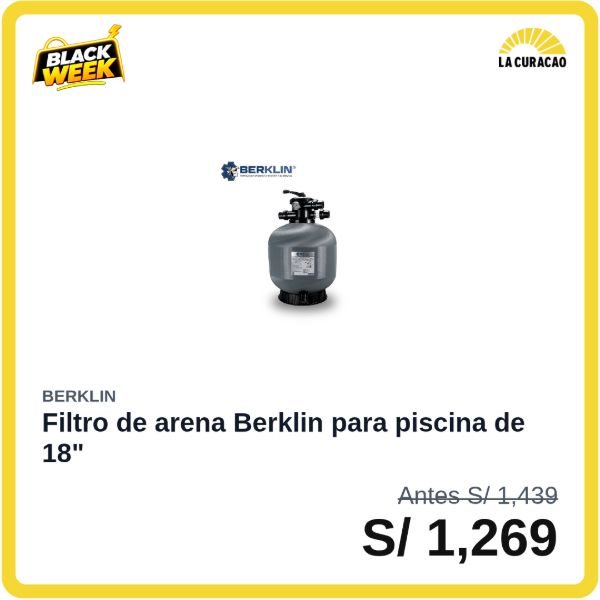 BLACK
WEEK
LA CURACAO
BERKLIN®
BERKLIN
Filtro de arena Berklin para piscina de
18"
Antes S/ 1,439
S/ 1,269